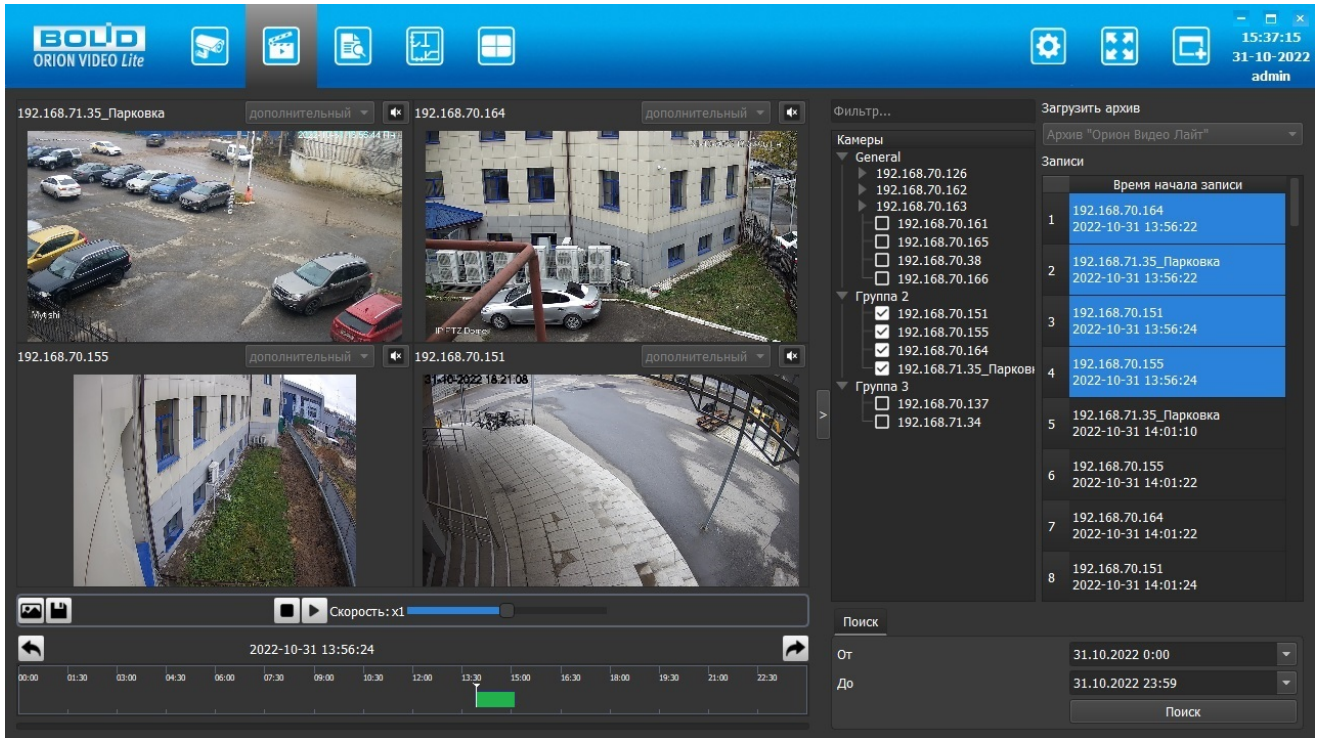 BOLID
ORION VIDEO Lite
15:37:15
31-10-2022
admin
192.168.71.35_Парковка
дополнительный
192.168.70.164
дополнительный
Mytishi
IP PTZ Dome
192.168.70.155
дополнительный
192.168.70.151
дополнительный
31-10-2022 18:21:08
Скорость: x1
2022-10-31 13:56:24
00:00 01:30 03:00 04:30 06:00 07:30 09:00 10:30 12:00 13:30 15:00 16:30 18:00 19:30 21:00 22:30
Фильтр...
Камеры
General
192.168.70.126
192.168.70.162
192.168.70.163
192.168.70.161
192.168.70.165
192.168.70.38
192.168.70.166
Группа 2
192.168.70.151
192.168.70.155
192.168.70.164
192.168.71.35_Парковк
Группа 3
192.168.70.137
192.168.71.34
>
Загрузить архив
Архив "Орион Видео Лайт"
Записи
Время начала записи
1
192.168.70.164
2022-10-31 13:56:22
2
192.168.71.35_Парковка
2022-10-31 13:56:22
3
192.168.70.151
2022-10-31 13:56:24
4
192.168.70.155
2022-10-31 13:56:24
5
192.168.71.35_Парковка
2022-10-31 14:01:10
6
192.168.70.155
2022-10-31 14:01:22
7
192.168.70.164
2022-10-31 14:01:22
8
192.168.70.151
2022-10-31 14:01:24
Поиск
От
31.10.2022 0:00
До
31.10.2022 23:59
Поиск